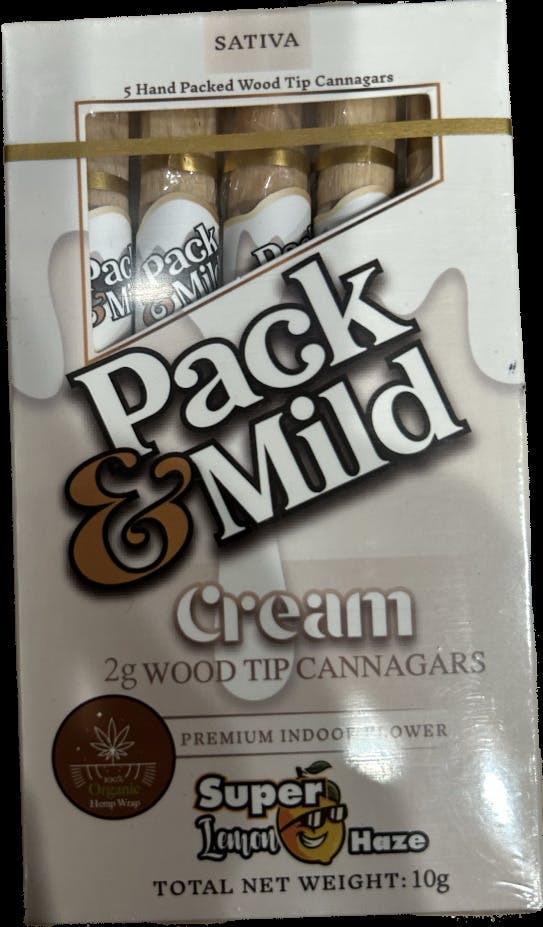 SATIVA
5 Hand Packed Wood Tip Cannagars
Pack
& M
Pack
& Mild
Pack
& Mild
Cream
2g WOOD TIP CANNAGARS
PREMIUM INDOOR FLOWER
100%
Organic
Hemp Wrap
Super
Lemon
Haze
TOTAL NET WEIGHT: 10g